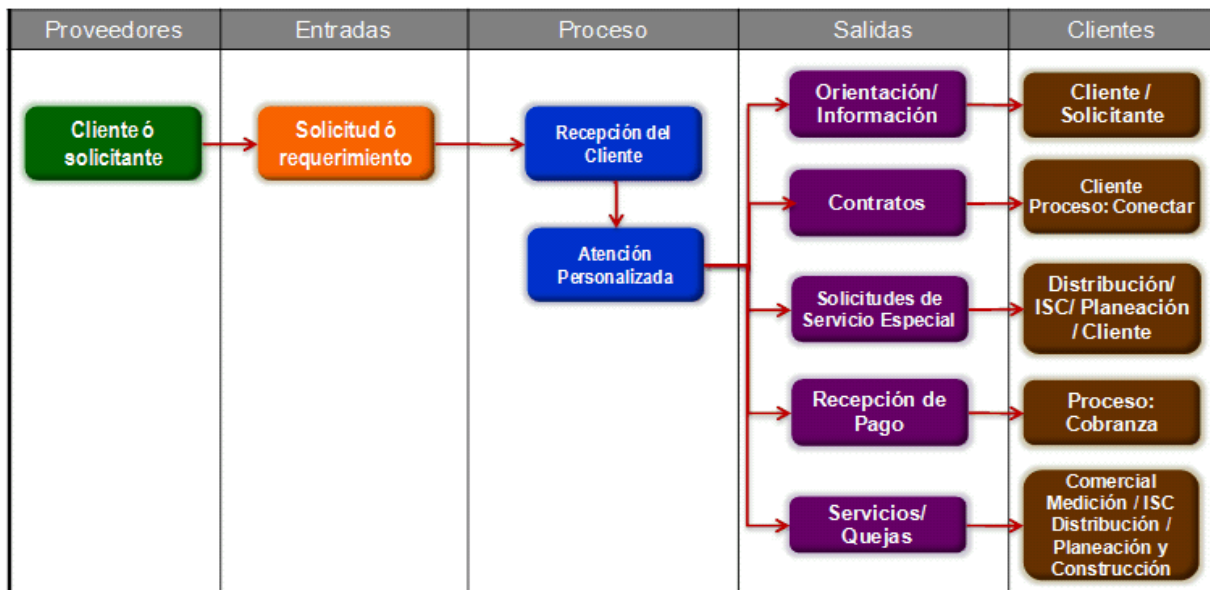 Proveedores
Entradas
Proceso
Salidas
Clientes
Cliente ó
solicitante
Solicitud ó
requerimiento
Recepción del
Cliente
Atención
Personalizada
Orientación/
Información
Contratos
Solicitudes de
Servicio Especial
Recepción de
Pago
Servicios/
Quejas
Cliente /
Solicitante
Cliente
Proceso: Conectar
Distribución/
ISC/ Planeación
/ Cliente
Proceso:
Cobranza
Comercial
Medición / ISC
Distribución /
Planeación y
Construcción